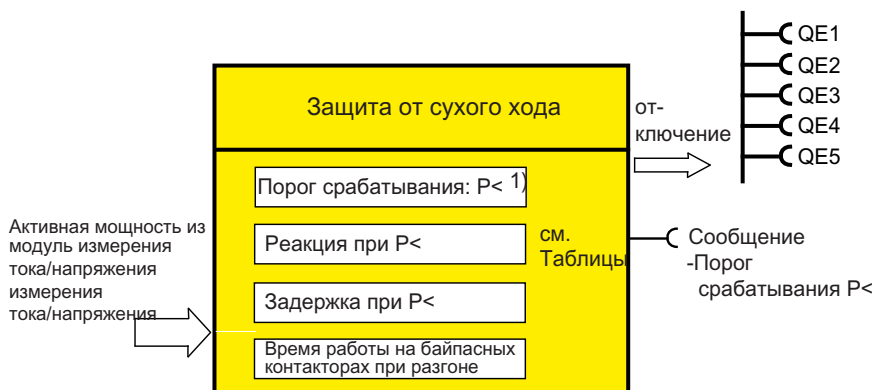 Защита от сухого хода
Порог срабатывания: P< 1)
Реакция при P<
Задержка при P<
Время работы на байпасных
контакторах при разгоне
см.
Таблицы
Активная мощность из
модуль измерения
тока/напряжения
измерения
тока/напряжения
от-
ключение
QE1
QE2
QE3
QE4
QE5
Сообщение
-Порог
срабатывания P<